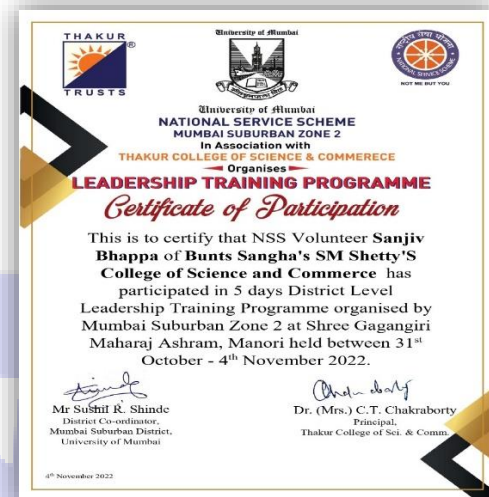 THAKUR
TRUSTS
University of Mumbai
NOT ME BUT YOU
University of Mumbai
NATIONAL SERVICE SCHEME
MUMBAI SUBURBAN ZONE 2
In Association with
THAKUR COLLEGE OF SCIENCE & COMMERECE
Organises
LEADERSHIP TRAINING PROGRAMME
Certificate of Participation
This is to certify that NSS Volunteer Sanjiv
Bhappa of Bunts Sangha's SM Shetty'S
College of Science and Commerce has
participated in 5 days District Level
Leadership Training Programme organised by
Mumbai Suburban Zone 2 at Shree Gagangiri
Maharaj Ashram, Manori held between 31st
October - 4th November 2022.
Mr Sushil R. Shinde
District Co-ordinator,
Mumbai Suburban District,
University of Mumbai
Dr. (Mrs.) C.T. Chakraborty
Principal,
Thakur College of Sci. & Comm.
4th November 2022